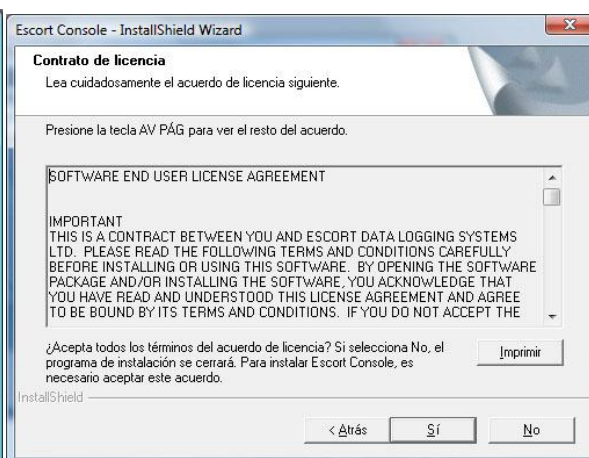 Escort Console - InstallShield Wizard
Contrato de licencia
Lea cuidadosamente el acuerdo de licencia siguiente.
Presione la tecla AV PÁG para ver el resto del acuerdo.
SOFTWARE END USER LICENSE AGREEMENT
IMPORTANT
THIS IS A CONTRACT BETWEEN YOU AND ESCORT DATA LOGGING SYSTEMS
LTD.  PLEASE READ THE FOLLOWING TERMS AND CONDITIONS CAREFULLY
BEFORE INSTALLING OR USING THIS SOFTWARE.  BY OPENING THE SOFTWARE
PACKAGE AND/OR INSTALLING THE SOFTWARE, YOU ACKNOWLEDGE THAT
YOU HAVE READ AND UNDERSTOOD THIS LICENSE AGREEMENT AND AGREE
TO BE BOUND BY ITS TERMS AND CONDITIONS.  IF YOU DO NOT ACCEPT THE
¿Acepta todos los términos del acuerdo de licencia? Si selecciona No, el
programa de instalación se cerrará. Para instalar Escort Console, es
necesario aceptar este acuerdo.
Imprimir
InstallShield
< Atrás
Sí
No